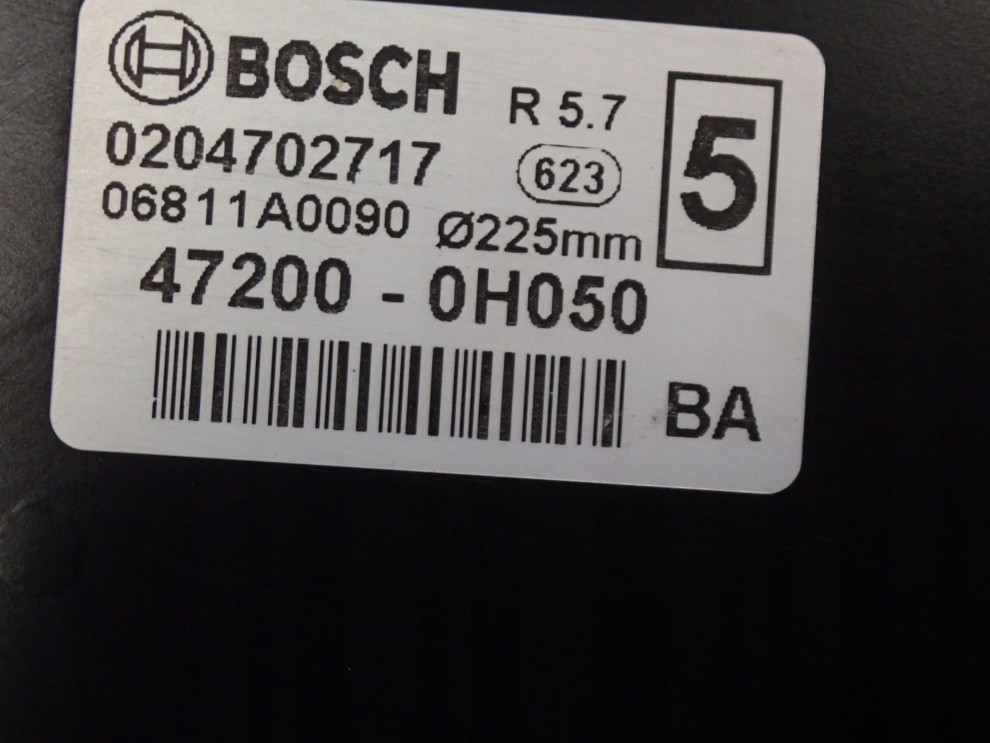 BOSCH R 5.7
5
0204702717 623
06811A0090 Ø225mm
47200 - 0H050
BA